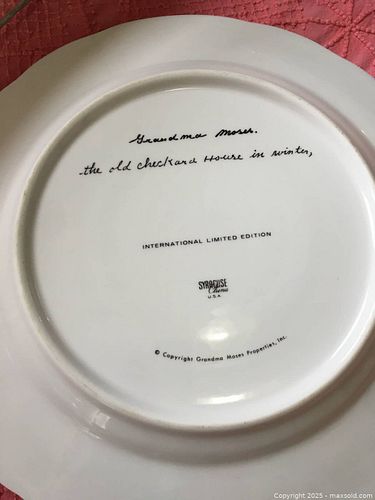 Grandma Moses.
the old checkard House in winter,
INTERNATIONAL LIMITED EDITION
SYRACUSE
China
U.S.A.
© Copyright Grandma Moses Properties, Inc.
Copyright 2025 - maxsold.com